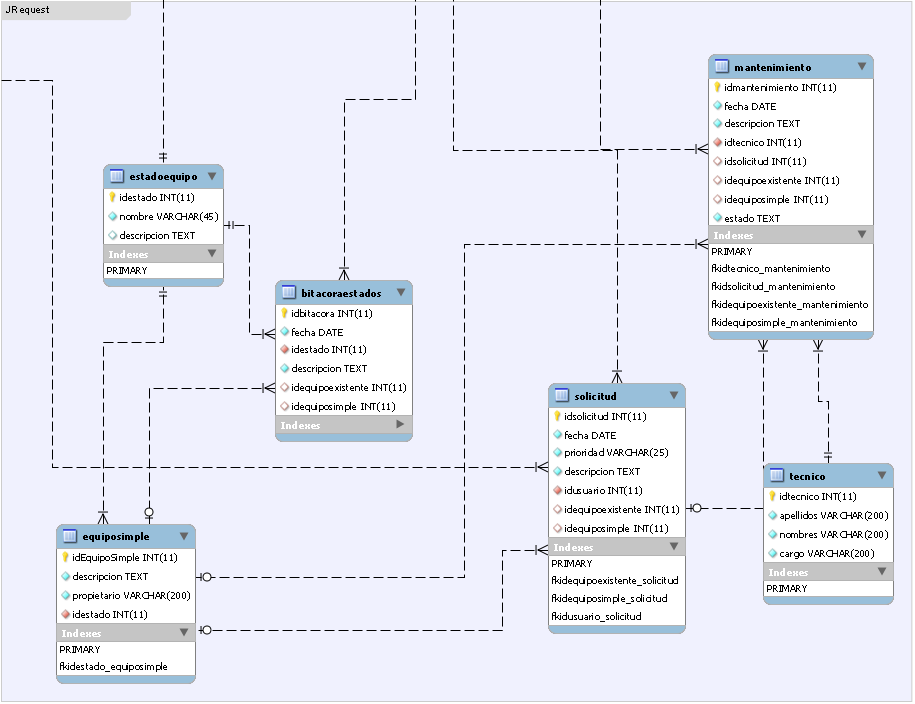 JRequest
mantenimiento
idmantenimiento INT(11)
fecha DATE
descripcion TEXT
idtecnico INT(11)
idsolicitud INT(11)
idequipoexistente INT(11)
idequiposimple INT(11)
estado TEXT
Indexes
PRIMARY
fkidtecnico_mantenimiento
fkidsolicitud_mantenimiento
fkidequipoexistente_mantenimiento
fkidequiposimple_mantenimiento
estadoequipo
idestado INT(11)
nombre VARCHAR(45)
descripcion TEXT
Indexes
PRIMARY
bitacoraestados
idbitacora INT(11)
fecha DATE
idestado INT(11)
descripcion TEXT
idequipoexistente INT(11)
idequiposimple INT(11)
Indexes
solicitud
idsolicitud INT(11)
fecha DATE
prioridad VARCHAR(25)
descripcion TEXT
idusuario INT(11)
idequipoexistente INT(11)
idequiposimple INT(11)
Indexes
PRIMARY
fkidequipoexistente_solicitud
fkidequiposimple_solicitud
fkidusuario_solicitud
tecnico
idtecnico INT(11)
apellidos VARCHAR(200)
nombres VARCHAR(200)
cargo VARCHAR(200)
Indexes
PRIMARY
equiposimple
idEquipoSimple INT(11)
descripcion TEXT
propietario VARCHAR(200)
idestado INT(11)
Indexes
PRIMARY
fkidestado_equiposimple